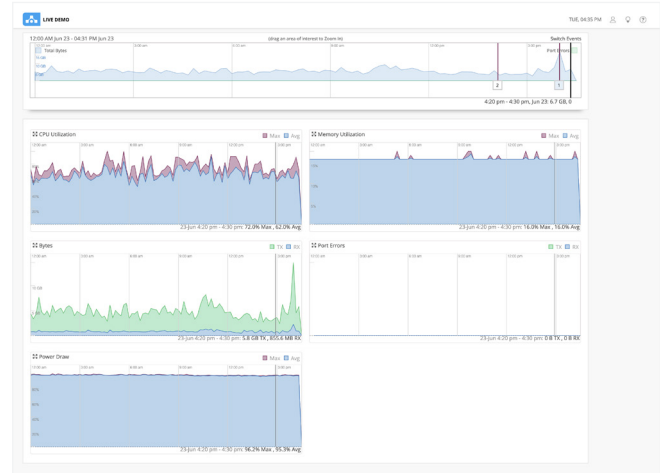 LIVE DEMO
TUE, 04:35 PM
12:00 AM Jun 23 - 04:31 PM Jun 23
(drag an area of interest to Zoom in)
Switch Events
Total Bytes
Port Errors
2
1
4:20 pm - 4:30 pm, Jun 23: 6.7 GB, 0
CPU Utilization
Max
Avg
23-Jun 4:20 pm - 4:30 pm: 72.0% Max , 62.0% Avg
Memory Utilization
Max
Avg
23-Jun 4:20 pm - 4:30 pm: 16.0% Max , 16.0% Avg
Bytes
TX
RX
23-Jun 4:20 pm - 4:30 pm: 5.8 GB TX , 855.6 MB RX
Port Errors
TX
RX
23-Jun 4:20 pm - 4:30 pm: 0 B TX , 0 B RX
Power Draw
Max
Avg
23-Jun 4:20 pm - 4:30 pm: 96.2% Max , 95.3% Avg